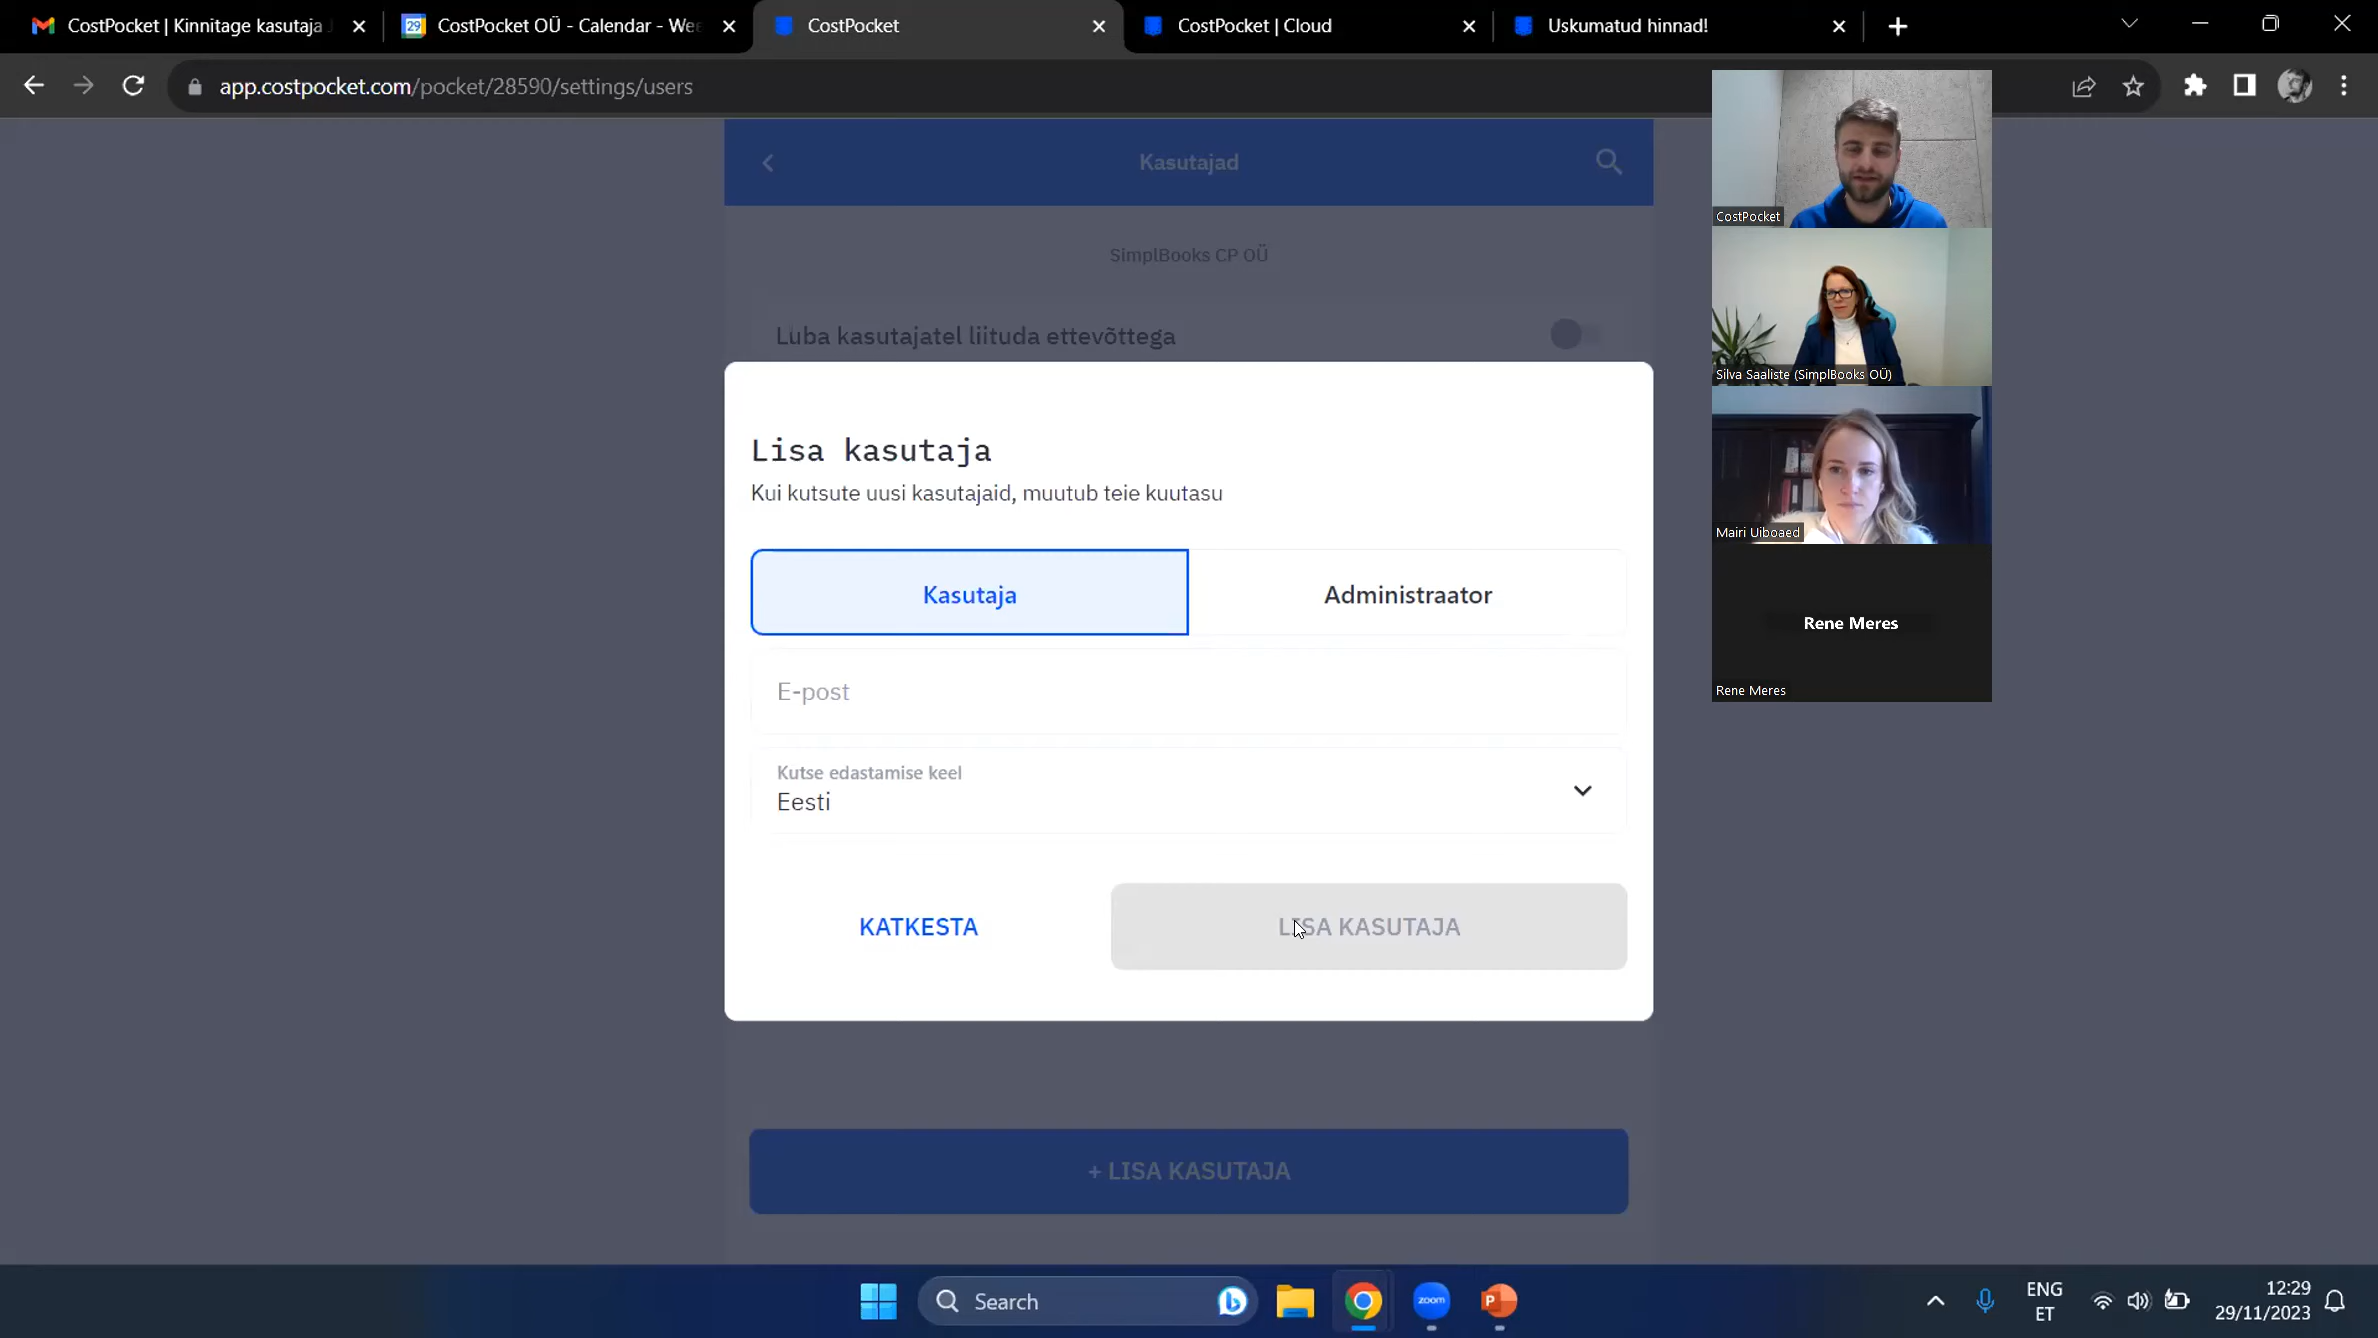 CostPocket | Kinnitage kasutaja
CostPocket OÜ - Calendar - We
CostPocket
CostPocket | Cloud
Uskumatud hinnad!
app.costpocket.com/pocket/28590/settings/users
Kasutajad
SimplBooks CP OÜ
Luba kasutajatel liituda ettevõttega
Lisa kasutaja
Kui kutsute uusi kasutajaid, muutub teie kuutasu
Kasutaja
Administraator
E-post
Kutse edastamise keel
Eesti
KATKESTA
LISA KASUTAJA
+ LISA KASUTAJA
CostPocket
Silva Saaliste (SimplBooks OÜ)
Mairi Uiboaed
Rene Meres
Rene Meres
29
Search
zoom
P
ENG
ET
12:29
29/11/2023